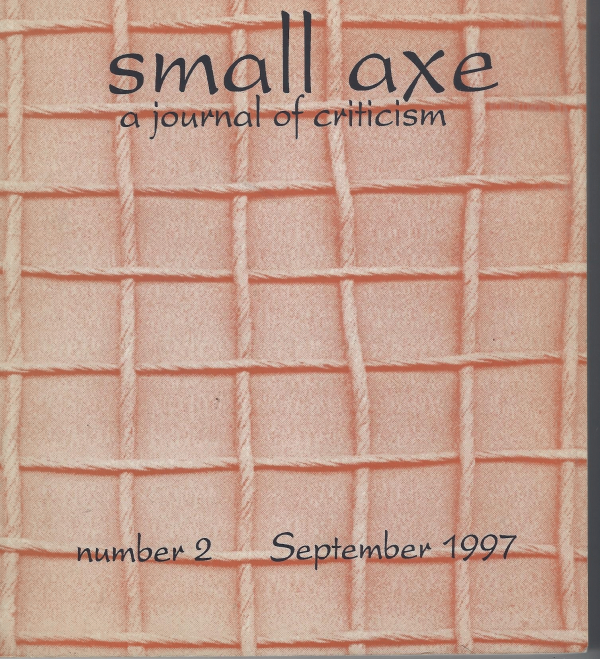 small axe
a journal of criticism
number 2 September 1997